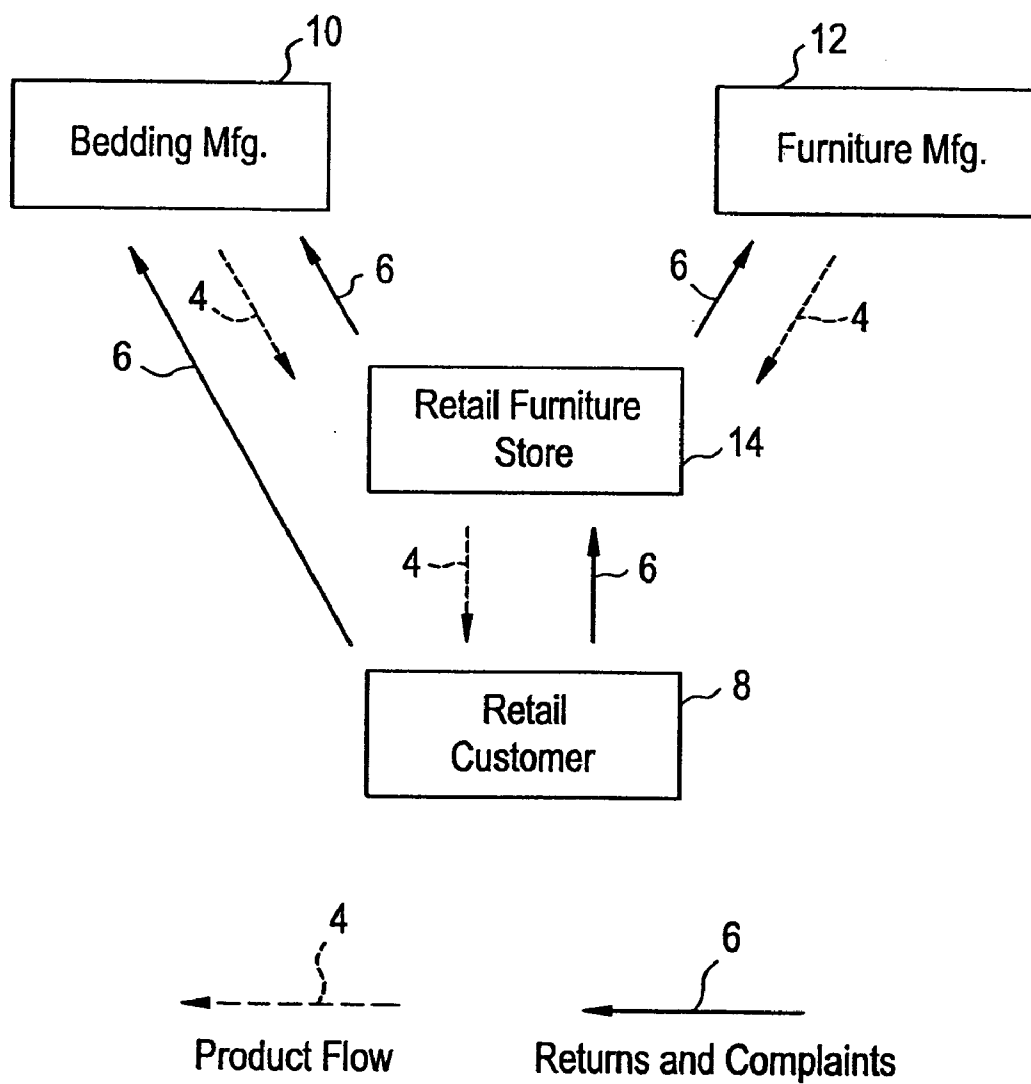 10
12
Bedding Mfg.
Furniture Mfg.
6
6
4
4
6
Retail Furniture
Store
14
4
6
8
Retail
Customer
4
6
Product Flow
Returns and Complaints